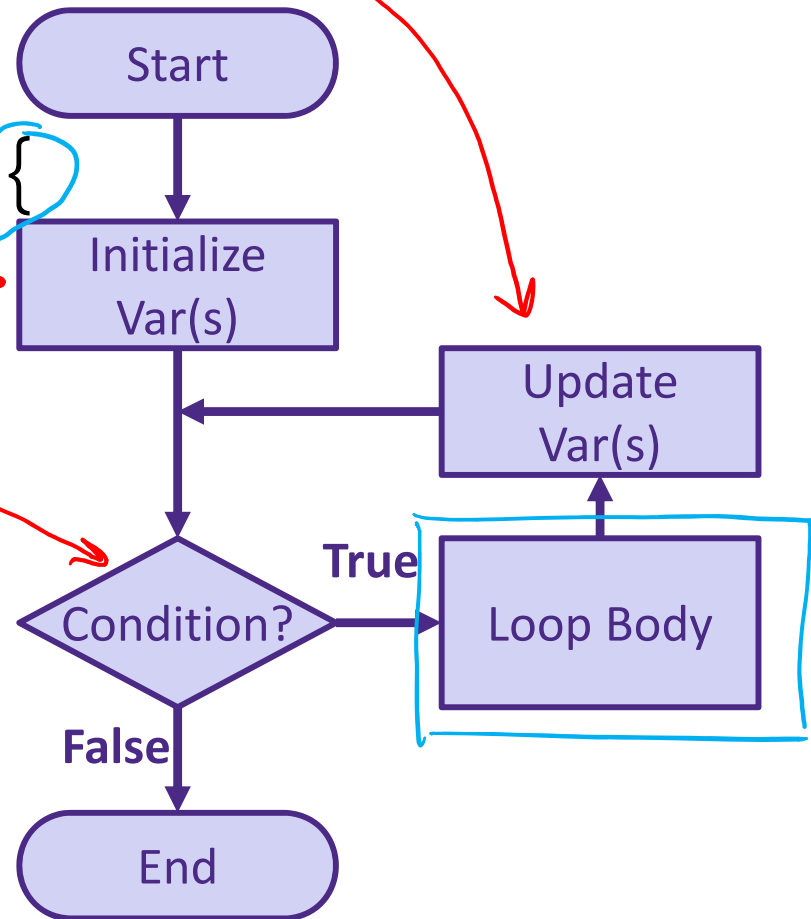 Start
{
Initialize
Var(s)
Update
Var(s)
True
Condition?
Loop Body
False
End